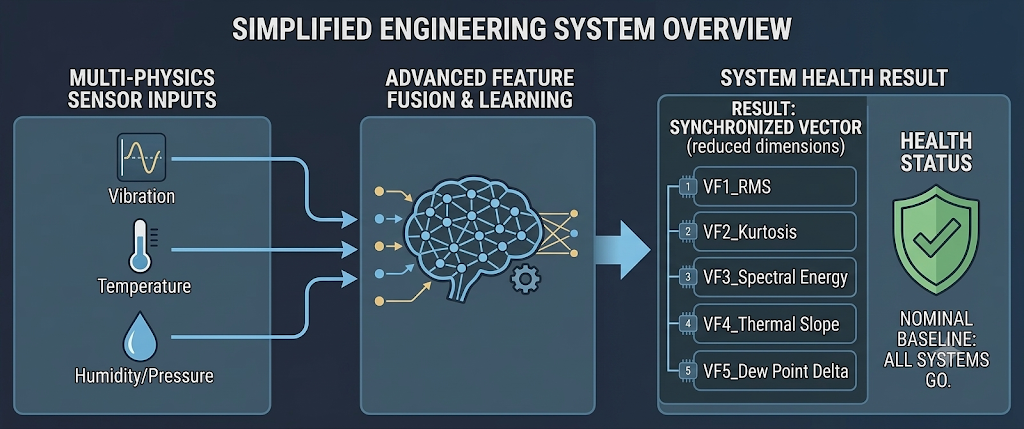 SIMPLIFIED ENGINEERING SYSTEM OVERVIEW
MULTI-PHYSICS
SENSOR INPUTS
Vibration
Temperature
Humidity/Pressure
ADVANCED FEATURE
FUSION & LEARNING
SYSTEM HEALTH RESULT
RESULT:
SYNCHRONIZED VECTOR
(reduced dimensions)
1 VF1_RMS
2 VF2_Kurtosis
3 VF3_Spectral Energy
4 VF4_Thermal Slope
5 VF5_Dew Point Delta
HEALTH
STATUS
NOMINAL
BASELINE:
ALL SYSTEMS
GO.